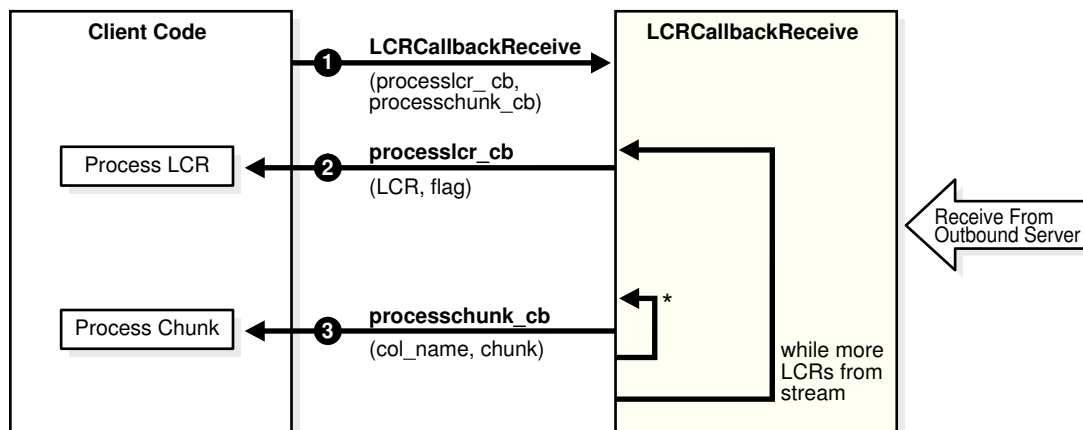 Client Code
LCRCallbackReceive
1
LCRCallbackReceive
(processlcr_ cb,
processchunk_cb)
Process LCR
2
processlcr_cb
(LCR, flag)
Receive From
Outbound Server
Process Chunk
3
processchunk_cb
(col_name, chunk)
*
while more
LCRs from
stream